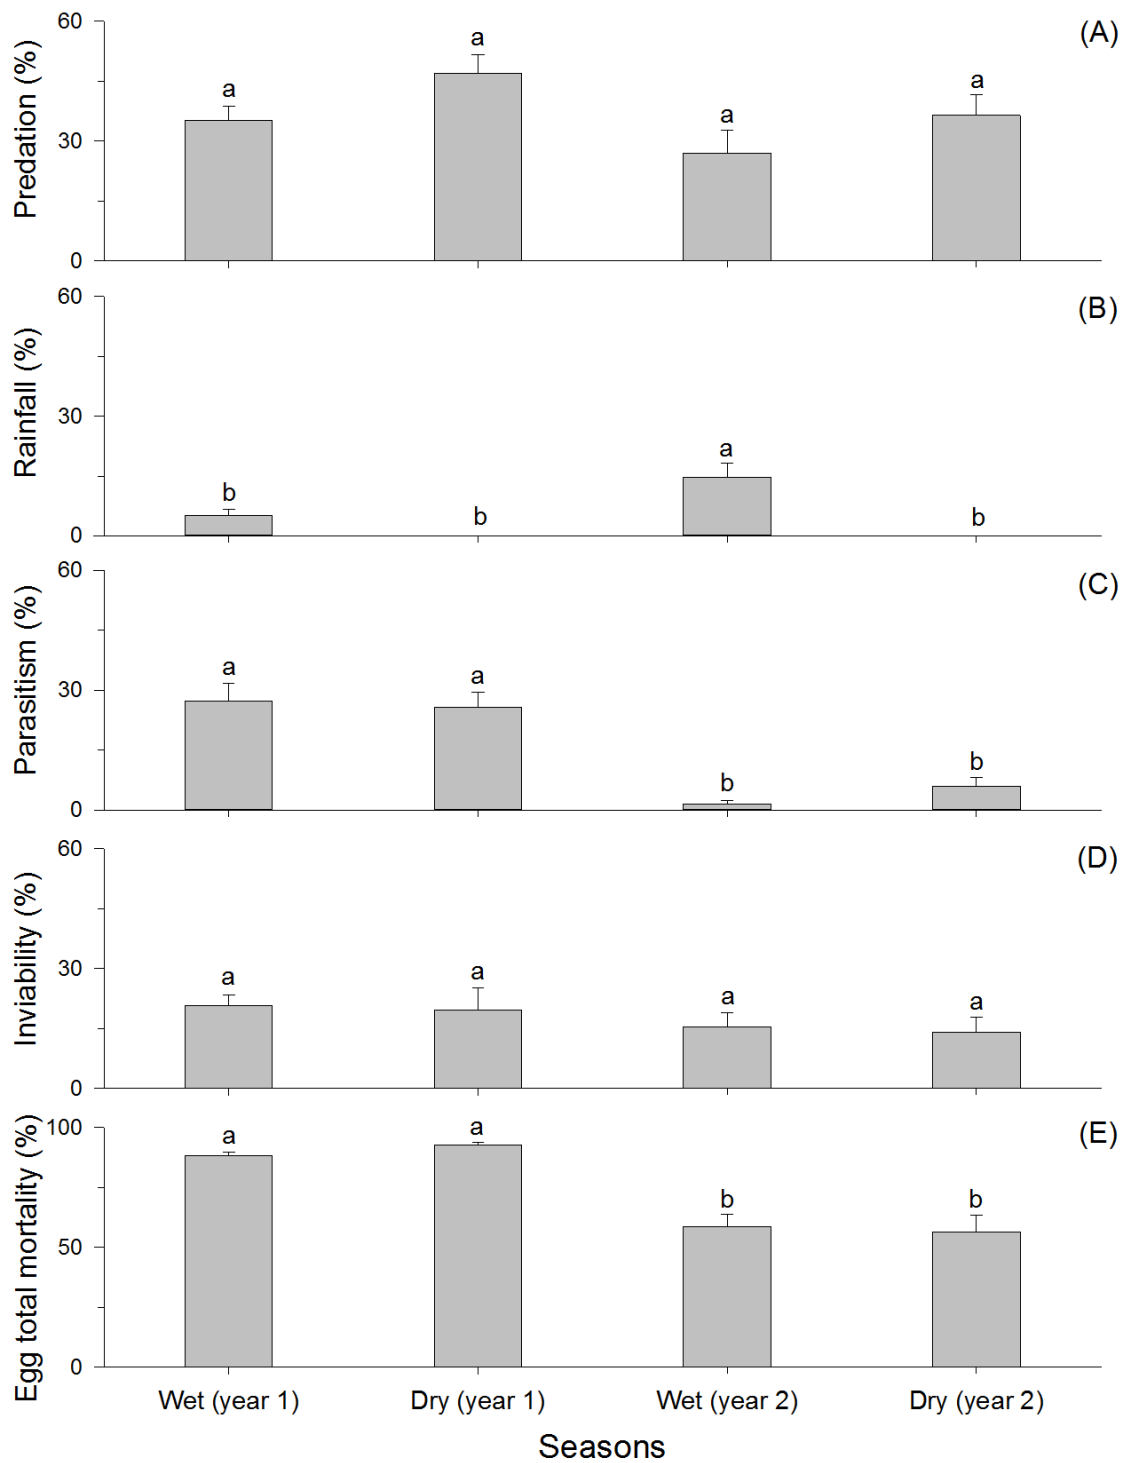 (A)
Predation (%)
60
30
0
a
a
a
a
(B)
Rainfall (%)
60
30
0
b
b
a
b
(C)
Parasitism (%)
60
30
0
a
a
b
b
(D)
Inviability (%)
60
30
0
a
a
a
a
(E)
Egg total mortality (%)
100
50
0
a
a
b
b
Wet (year 1)
Dry (year 1)
Wet (year 2)
Dry (year 2)
Seasons